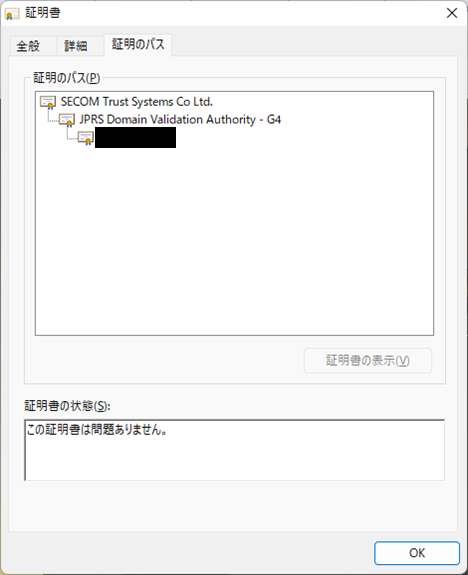 証明書
全般
詳細
証明のパス
証明のパス(P)
SECOM Trust Systems Co Ltd.
JPRS Domain Validation Authority - G4
証明書の表示(V)
証明書の状態(S):
この証明書は問題ありません。
OK